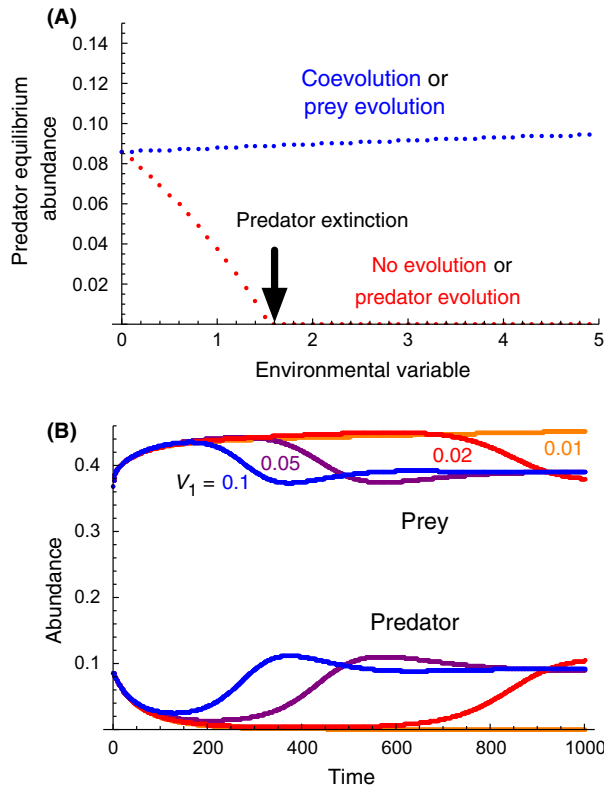 (A)
0.14
0.12
0.10
0.08
0.06
0.04
0.02
Predator equilibrium
abundance
Coevolution or
prey evolution
Predator extinction
No evolution or
predator evolution
0 1 2 3 4 5
Environmental variable
(B)
0.4
0.3
0.2
0.1
Abundance
0.01
0.02
0.05
V1 = 0.1
Prey
Predator
0 200 400 600 800 1000
Time